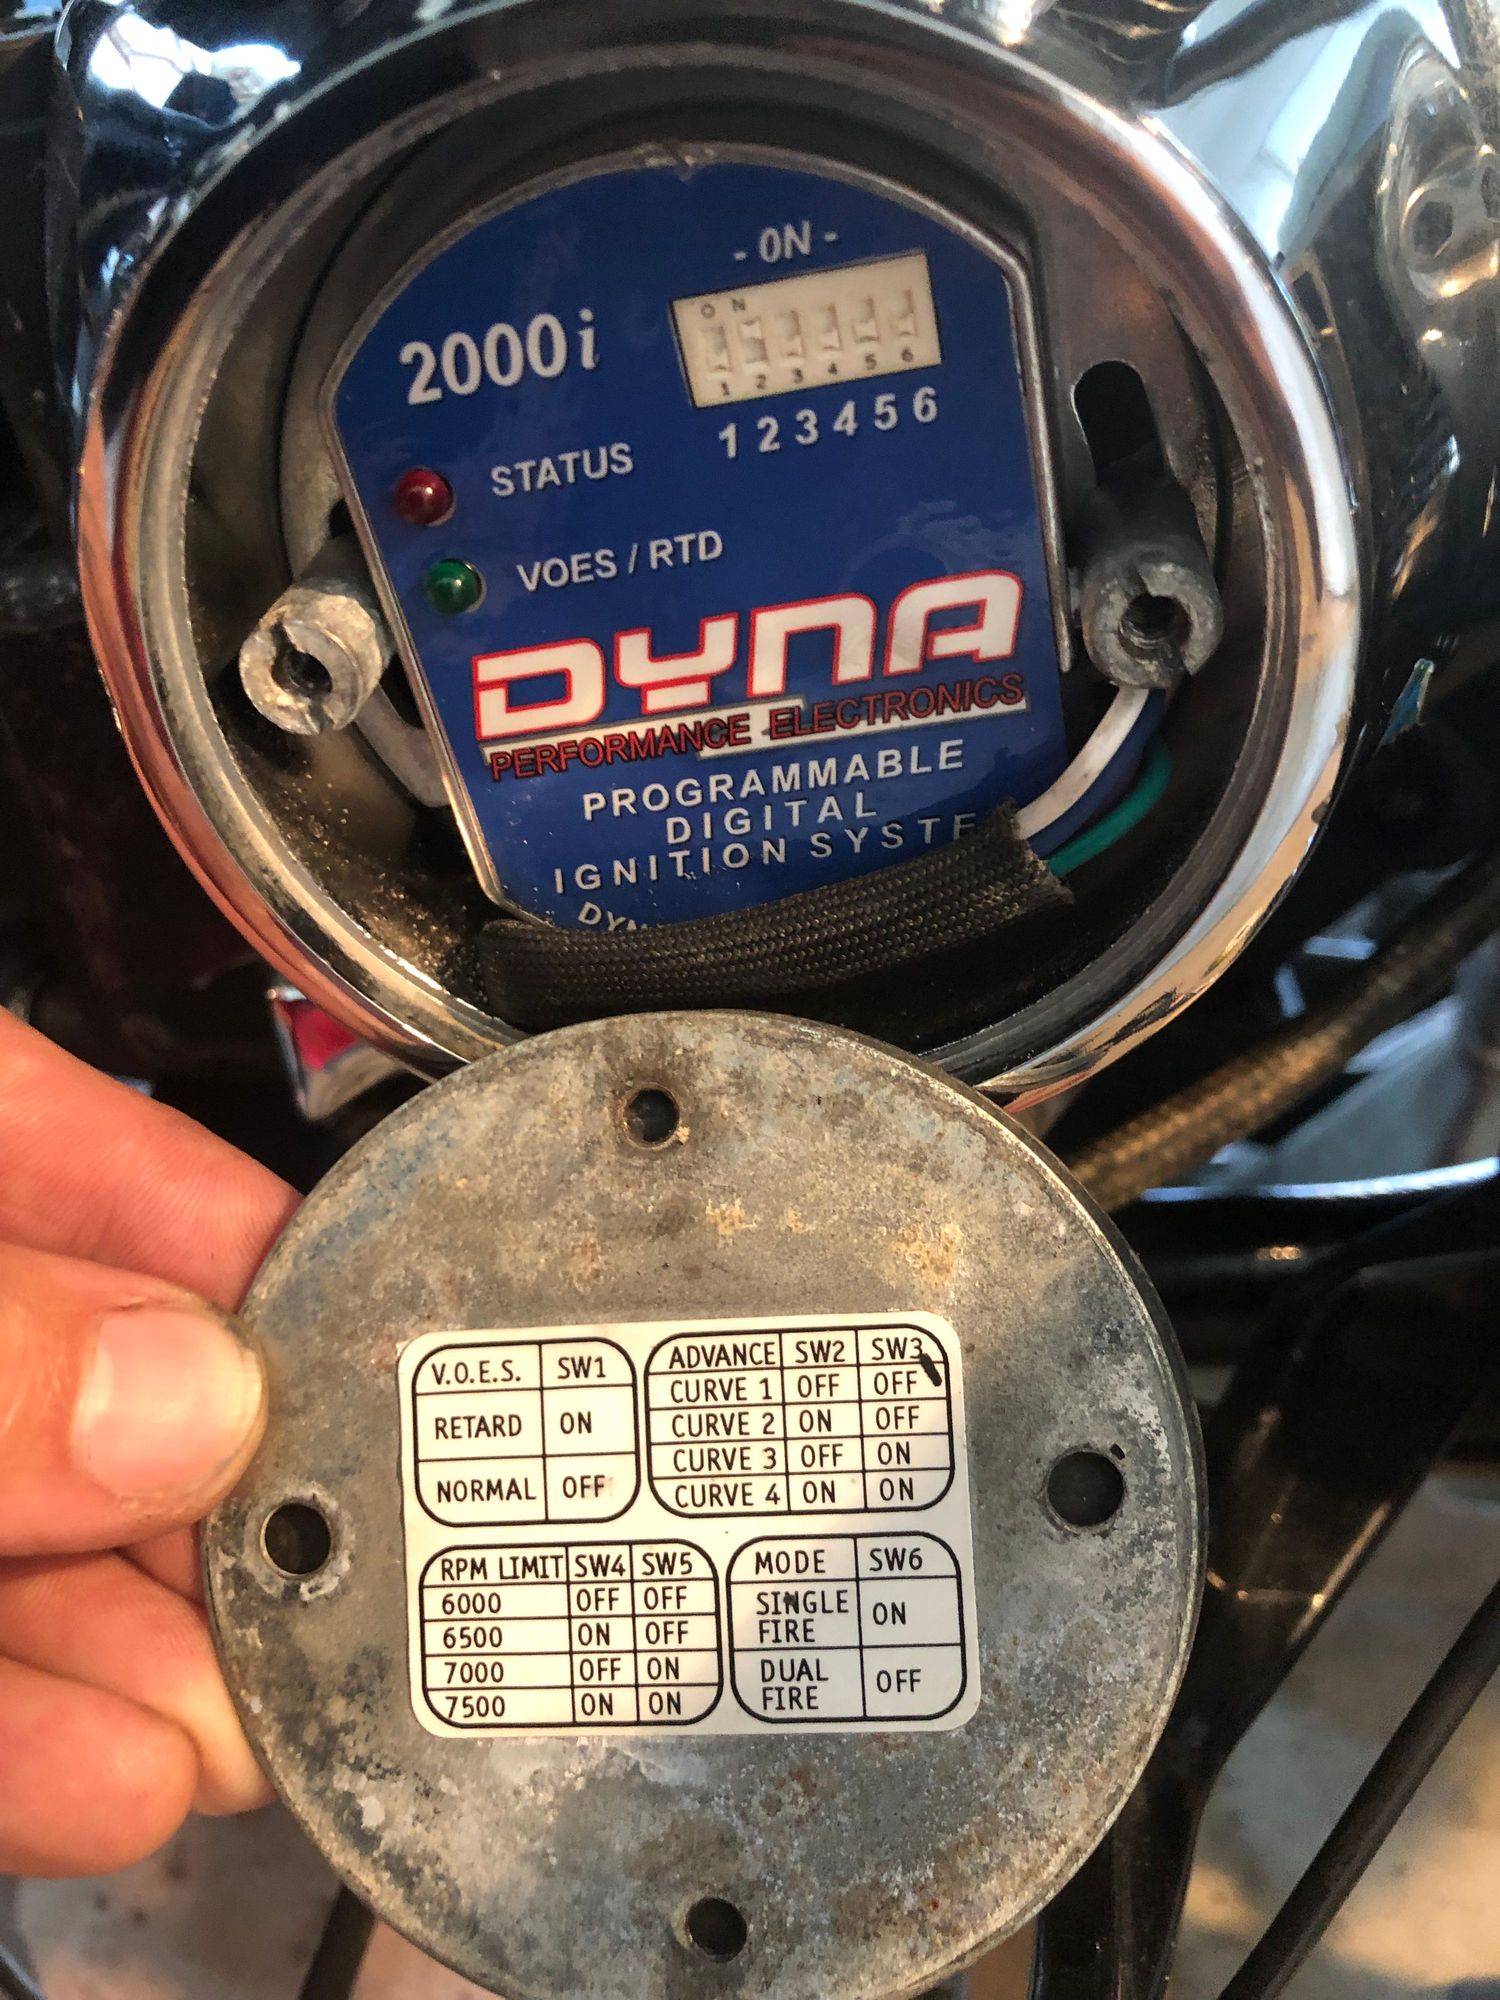 - ON -
O N
1 2 3 4 5 6
2000i
1 2 3 4 5 6
STATUS
VOES / RTD
DYNA
PERFORMANCE ELECTRONICS
PROGRAMMABLE
DIGITAL
IGNITION SYSTE
DYN
V.O.E.S. SW1
RETARD ON
NORMAL OFF
ADVANCE SW2 SW3
CURVE 1 OFF OFF
CURVE 2 ON OFF
CURVE 3 OFF ON
CURVE 4 ON ON
RPM LIMIT SW4 SW5
6000 OFF OFF
6500 ON OFF
7000 OFF ON
7500 ON ON
MODE SW6
SINGLE
FIRE ON
DUAL
FIRE OFF